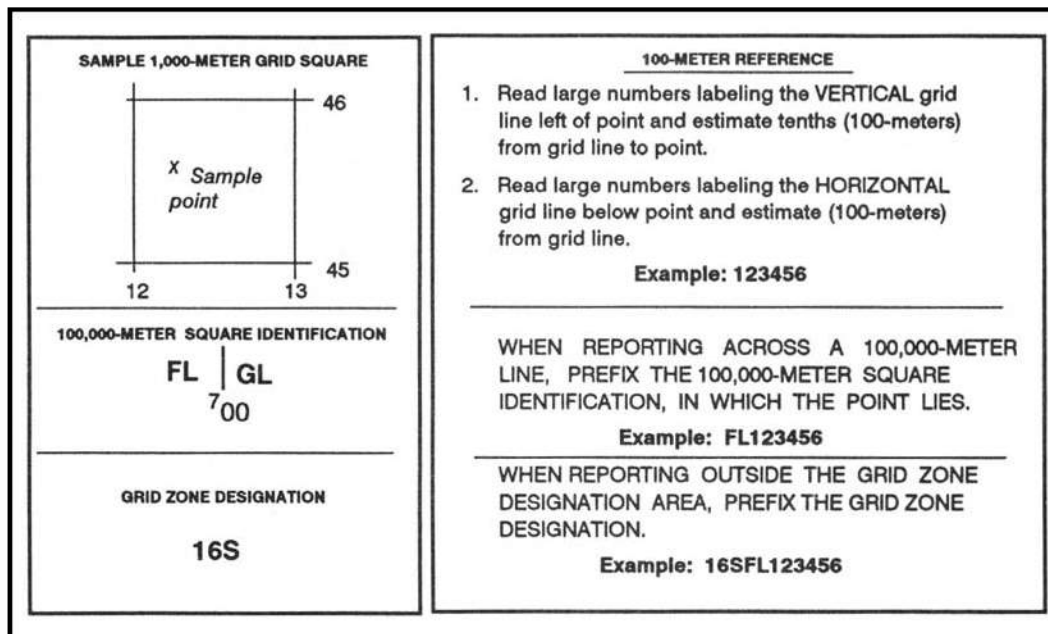 SAMPLE 1,000-METER GRID SQUARE
46
X Sample
point
45
12 13
100,000-METER SQUARE IDENTIFICATION
FL | GL
700
GRID ZONE DESIGNATION
16S
100-METER REFERENCE
1. Read large numbers labeling the VERTICAL grid
line left of point and estimate tenths (100-meters)
from grid line to point.
2. Read large numbers labeling the HORIZONTAL
grid line below point and estimate (100-meters)
from grid line.
Example: 123456
WHEN REPORTING ACROSS A 100,000-METER
LINE, PREFIX THE 100,000-METER SQUARE
IDENTIFICATION, IN WHICH THE POINT LIES.
Example: FL123456
WHEN REPORTING OUTSIDE THE GRID ZONE
DESIGNATION AREA, PREFIX THE GRID ZONE
DESIGNATION.
Example: 16SFL123456